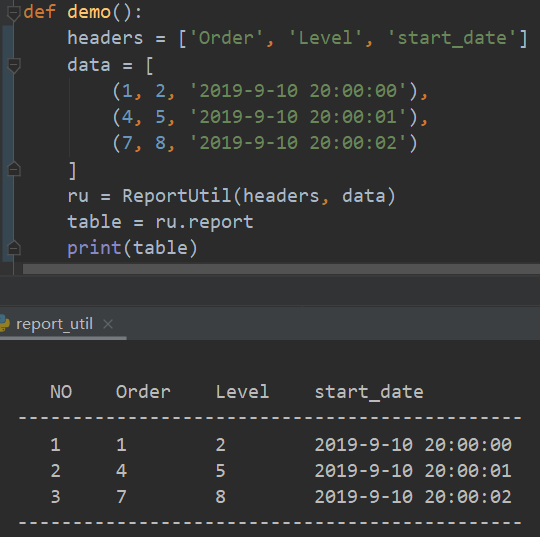 def demo():
    headers = ['Order', 'Level', 'start_date']
    data = [
        (1, 2, '2019-9-10 20:00:00'),
        (4, 5, '2019-9-10 20:00:01'),
        (7, 8, '2019-9-10 20:00:02')
    ]
    ru = ReportUtil(headers, data)
    table = ru.report
    print(table)
report_util ×
   NO    Order    Level    start_date
----------------------------------------------
   1     1        2        2019-9-10 20:00:00
   2     4        5        2019-9-10 20:00:01
   3     7        8        2019-9-10 20:00:02
----------------------------------------------